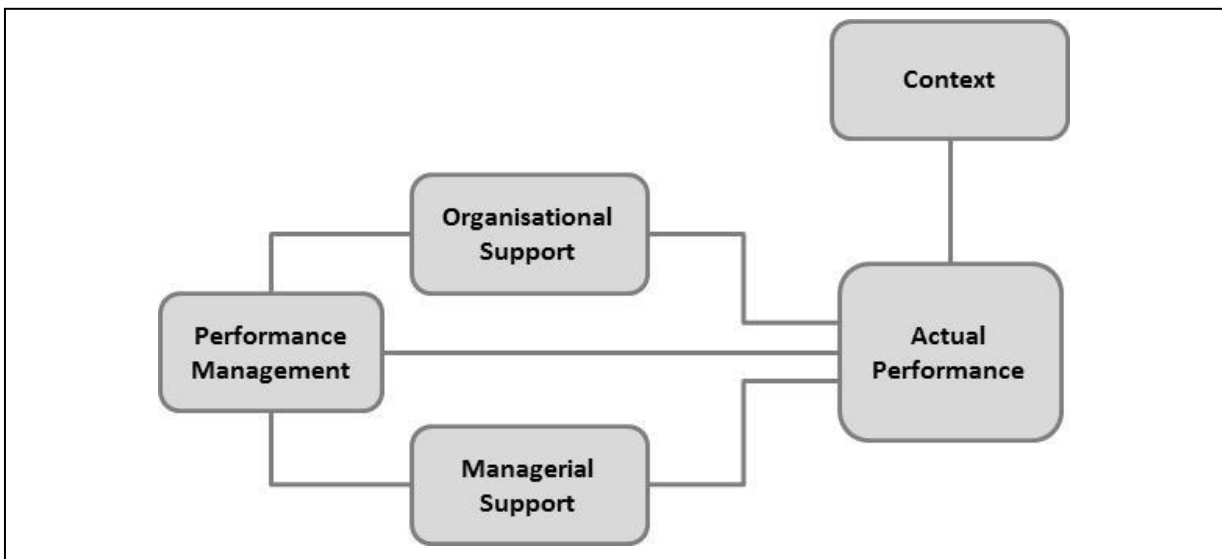 Context
Organisational
Support
Performance
Management
Actual
Performance
Managerial
Support